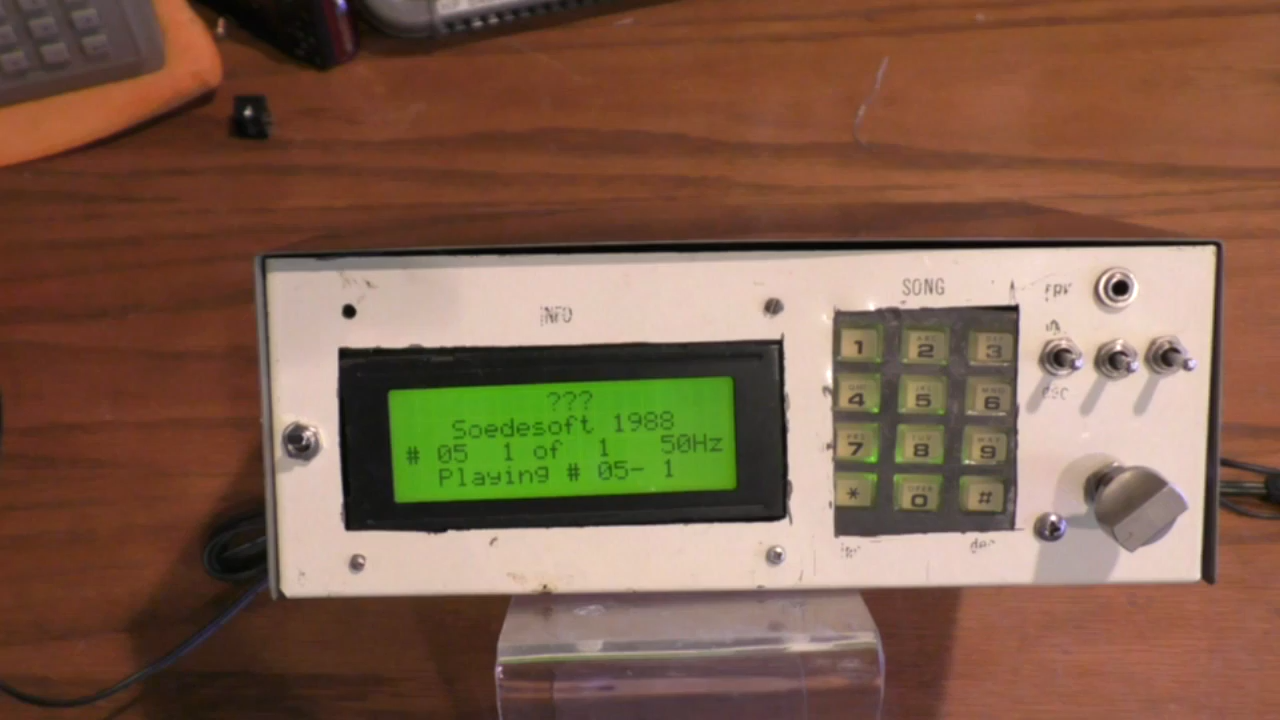 INFO
SONG
???
Soedesoft 1988
# 05 1 of 1 50Hz
Playing # 05- 1
1 2 3
4 5 6
7 8 9
* OPER 0 #